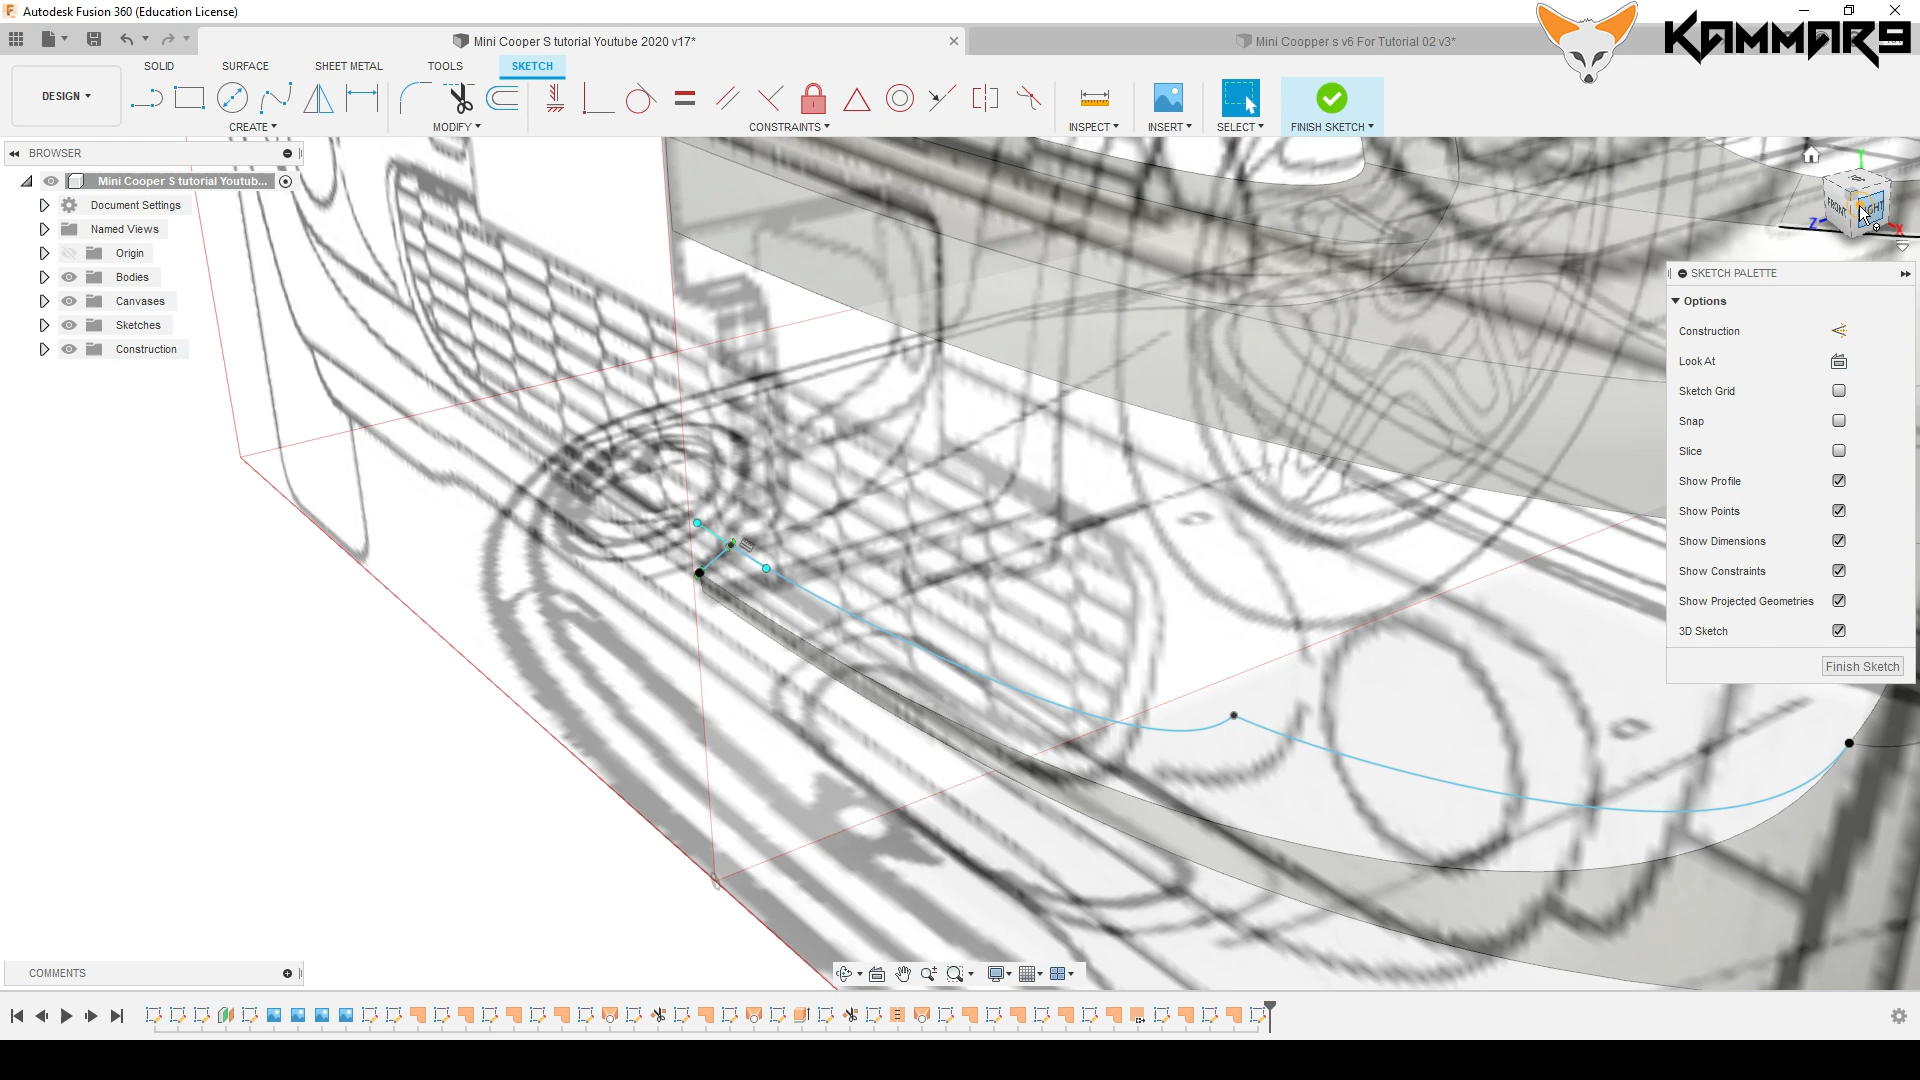 Autodesk Fusion 360 (Education License)
KAMMAR9
Mini Cooper S tutorial Youtube 2020 v17*
Mini Coopper s v6 For Tutorial 02 v3*
SOLID
SURFACE
SHEET METAL
TOOLS
SKETCH
DESIGN
CREATE
MODIFY
CONSTRAINTS
INSPECT
INSERT
SELECT
FINISH SKETCH
BROWSER
Mini Cooper S tutorial Youtub...
Document Settings
Named Views
Origin
Bodies
Canvases
Sketches
Construction
Y
FRONT
Z
X
SKETCH PALETTE
Options
Construction
Look At
Sketch Grid
Snap
Slice
Show Profile
Show Points
Show Dimensions
Show Constraints
Show Projected Geometries
3D Sketch
Finish Sketch
COMMENTS